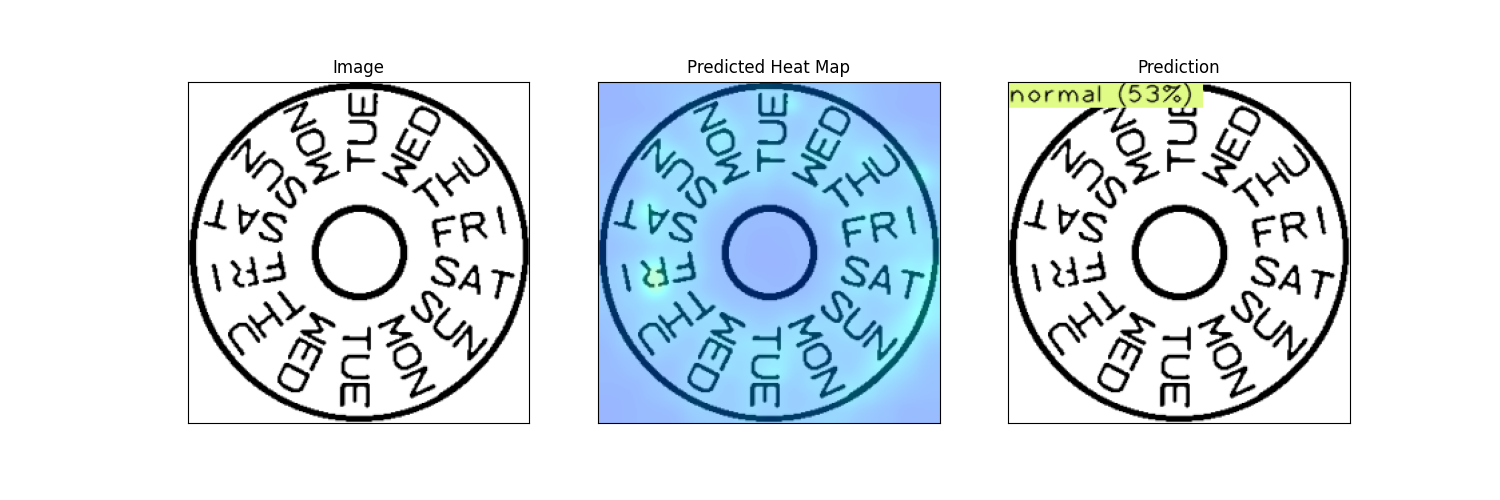 Image
TUE
WED
THU
FRI
SAT
SUN
MON
TUE
WED
THU
FRI
SAT
SUN
MON
Predicted Heat Map
TUE
WED
THU
FRI
SAT
SUN
MON
TUE
WED
THU
FRI
SAT
SUN
MON
Prediction
normal (53%)
TUE
WED
THU
FRI
SAT
SUN
MON
TUE
WED
THU
FRI
SAT
SUN
MON